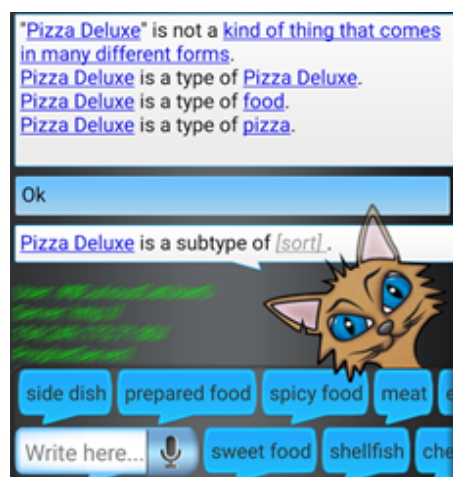 "Pizza Deluxe" is not a kind of thing that comes
in many different forms.
Pizza Deluxe is a type of Pizza Deluxe.
Pizza Deluxe is a type of food.
Pizza Deluxe is a type of pizza.
Ok
Pizza Deluxe is a subtype of [sort] .
side dish prepared food spicy food meat
Write here... sweet food shellfish che